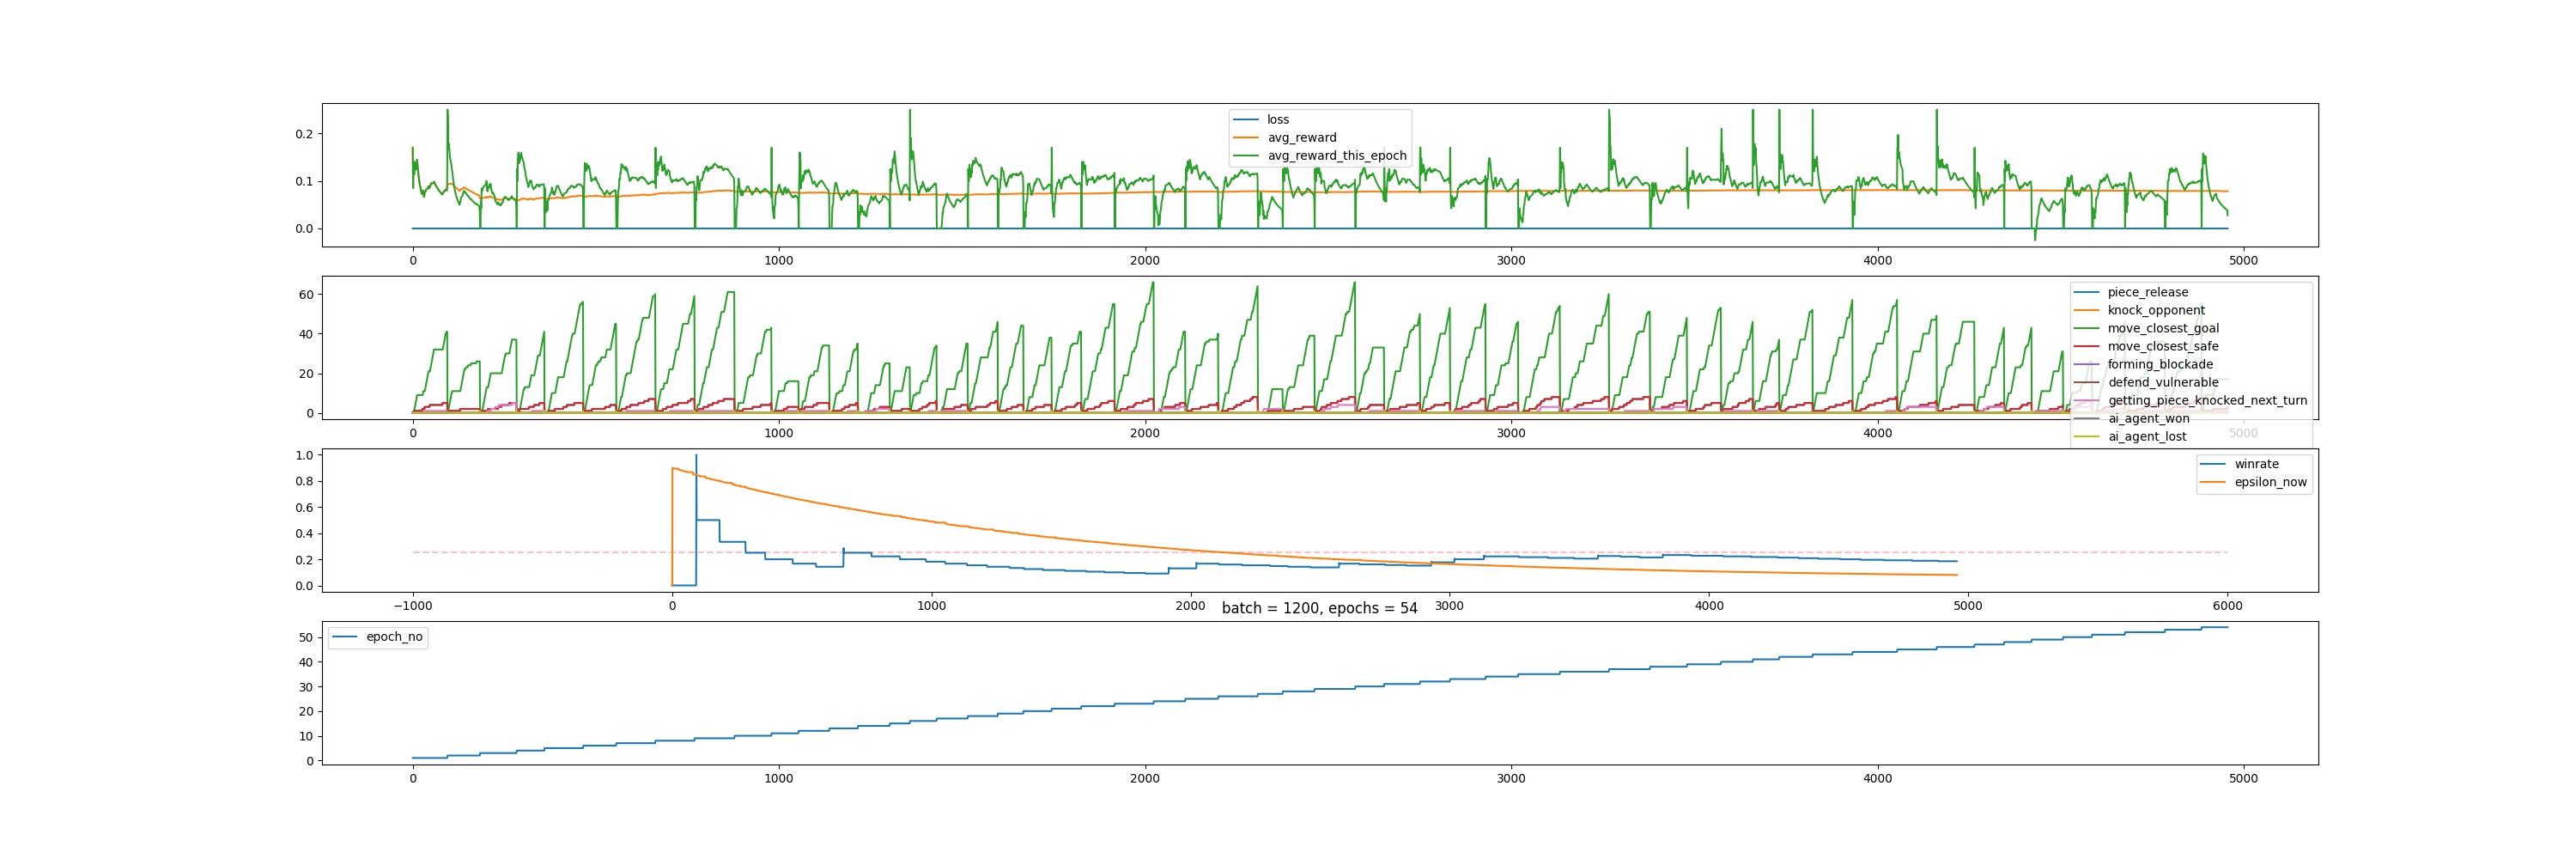 0.2
0.1
0.0
loss
avg_reward
avg_reward_this_epoch
0 1000 2000 3000 4000 5000
60
40
20
0
piece_release
knock_opponent
move_closest_goal
move_closest_safe
forming_blockade
defend_vulnerable
getting_piece_knocked_next_turn
ai_agent_won
ai_agent_lost
0 1000 2000 3000 4000 5000
1.0
0.8
0.6
0.4
0.2
0.0
winrate
epsilon_now
−1000 0 1000 2000 3000 4000 5000 6000
batch = 1200, epochs = 54
50
40
30
20
10
0
epoch_no
0 1000 2000 3000 4000 5000